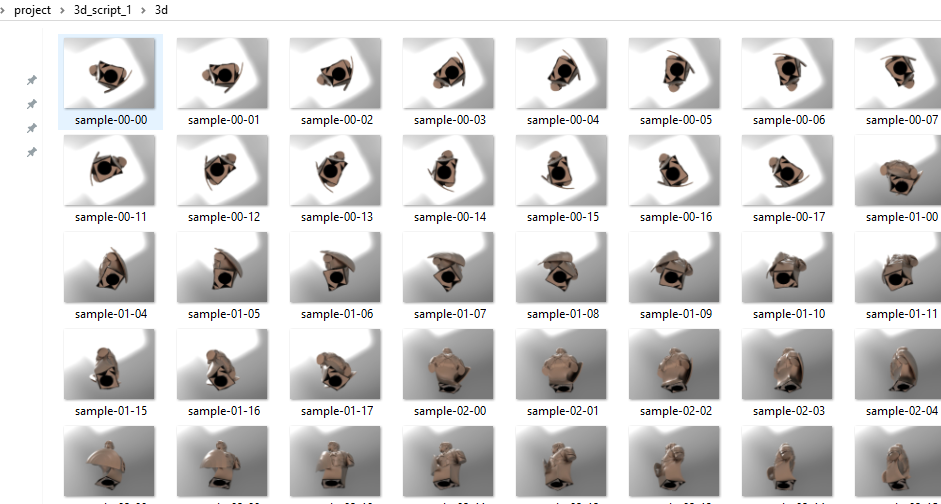 project > 3d_script_1 > 3d
sample-00-00 sample-00-01 sample-00-02 sample-00-03 sample-00-04 sample-00-05 sample-00-06 sample-00-07
sample-00-11 sample-00-12 sample-00-13 sample-00-14 sample-00-15 sample-00-16 sample-00-17 sample-01-00
sample-01-04 sample-01-05 sample-01-06 sample-01-07 sample-01-08 sample-01-09 sample-01-10 sample-01-11
sample-01-15 sample-01-16 sample-01-17 sample-02-00 sample-02-01 sample-02-02 sample-02-03 sample-02-04